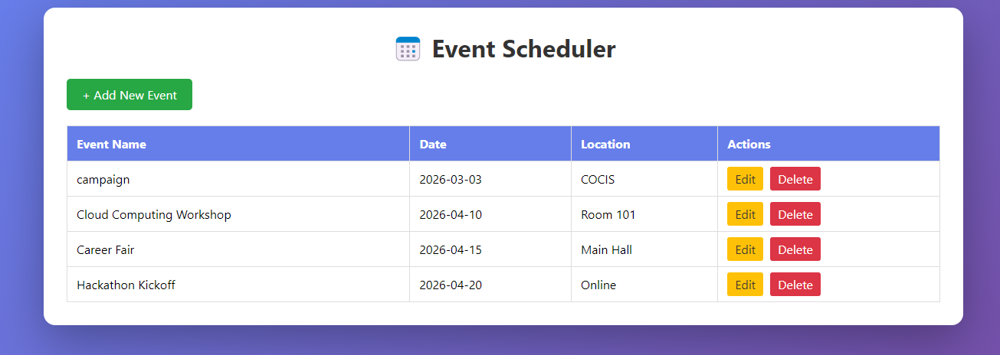 Event Scheduler
+ Add New Event
Event Name Date Location Actions
campaign 2026-03-03 COCIS Edit Delete
Cloud Computing Workshop 2026-04-10 Room 101 Edit Delete
Career Fair 2026-04-15 Main Hall Edit Delete
Hackathon Kickoff 2026-04-20 Online Edit Delete